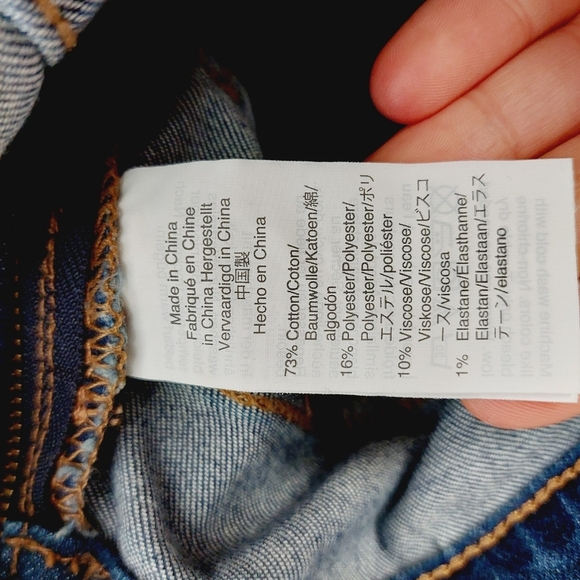 Made in China
Fabriqué en Chine
in China Hergestellt
Vervaardigd in China
中国製
Hecho en China
73% Cotton/Coton/
Baumwolle/Katoen/綿/
algodón
16% Polyester/Polyester/
Polyester/Polyester/ポリ
エステル/poliéster
10% Viscose/Viscose/
Viskose/Viscose/ビスコ
ース/viscosa
1% Elastane/Élasthanne/
Elastan/Elastaan/エラス
テーン/elastano